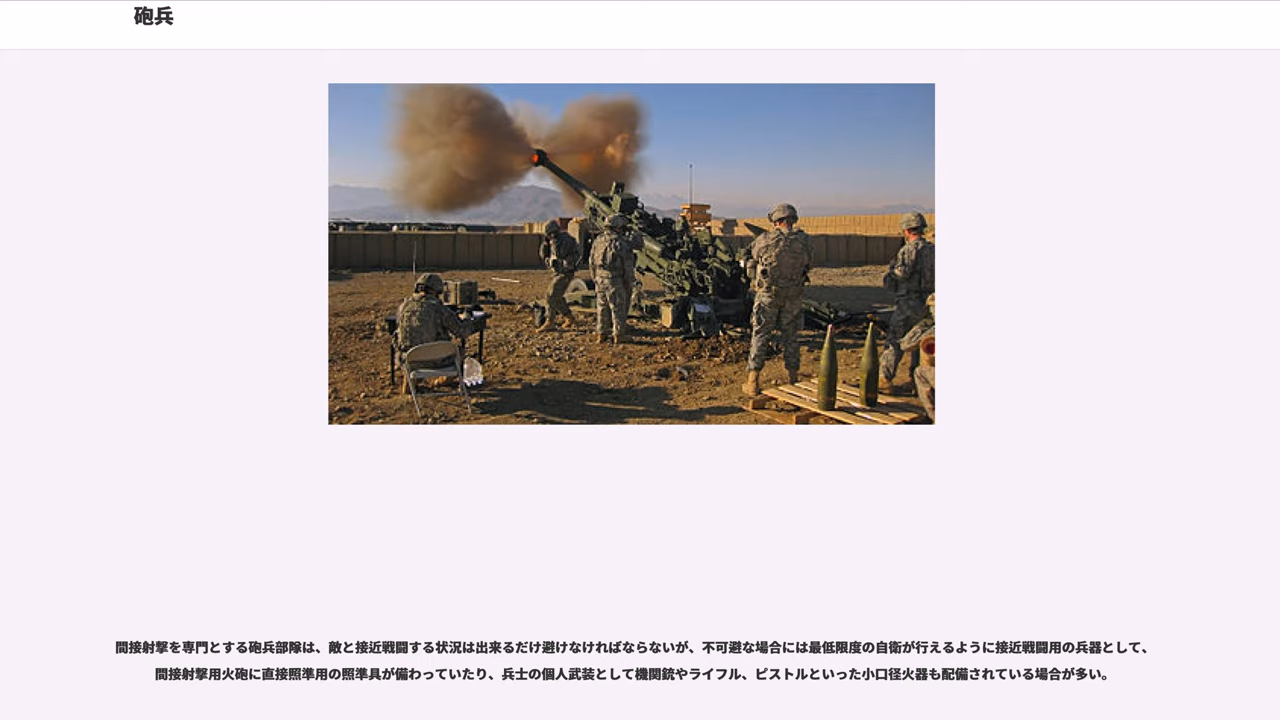 砲兵
間接射撃を専門とする砲兵部隊は、敵と接近戦闘する状況は出来るだけ避けなければならないが、不可避な場合には最低限度の自衛が行えるように接近戦闘用の兵器として、
間接射撃用火砲に直接照準用の照準具が備わっていたり、兵士の個人武装として機関銃やライフル、ピストルといった小口径火器も配備されている場合が多い。